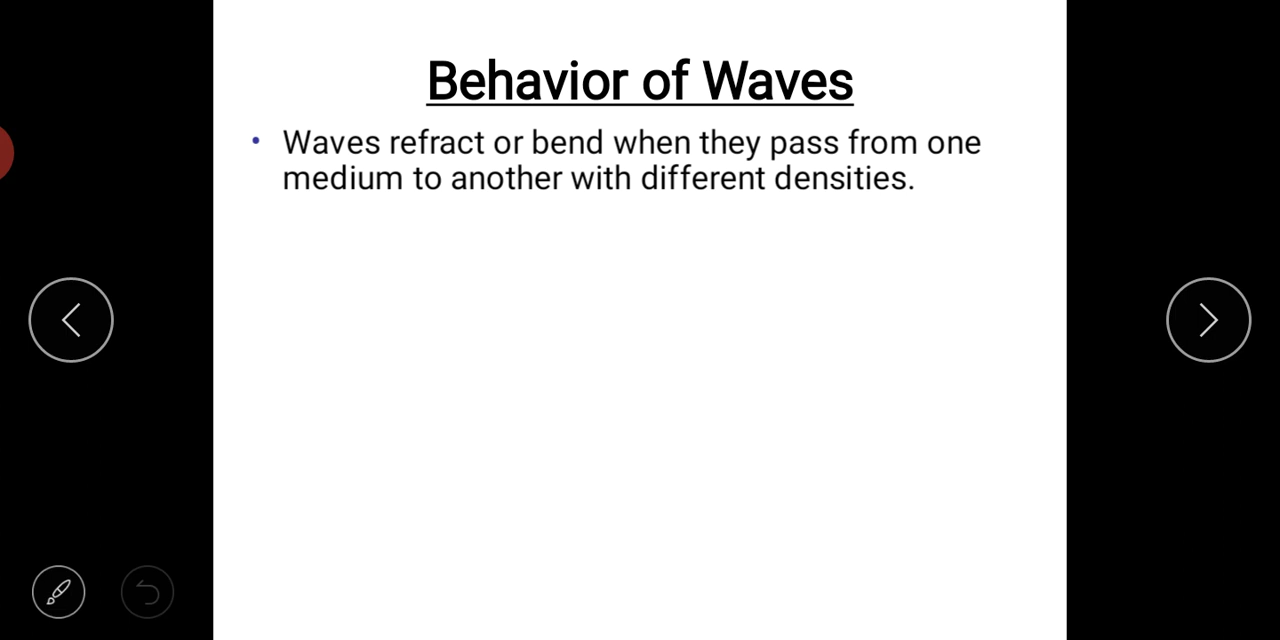 Behavior of Waves
• Waves refract or bend when they pass from one
medium to another with different densities.